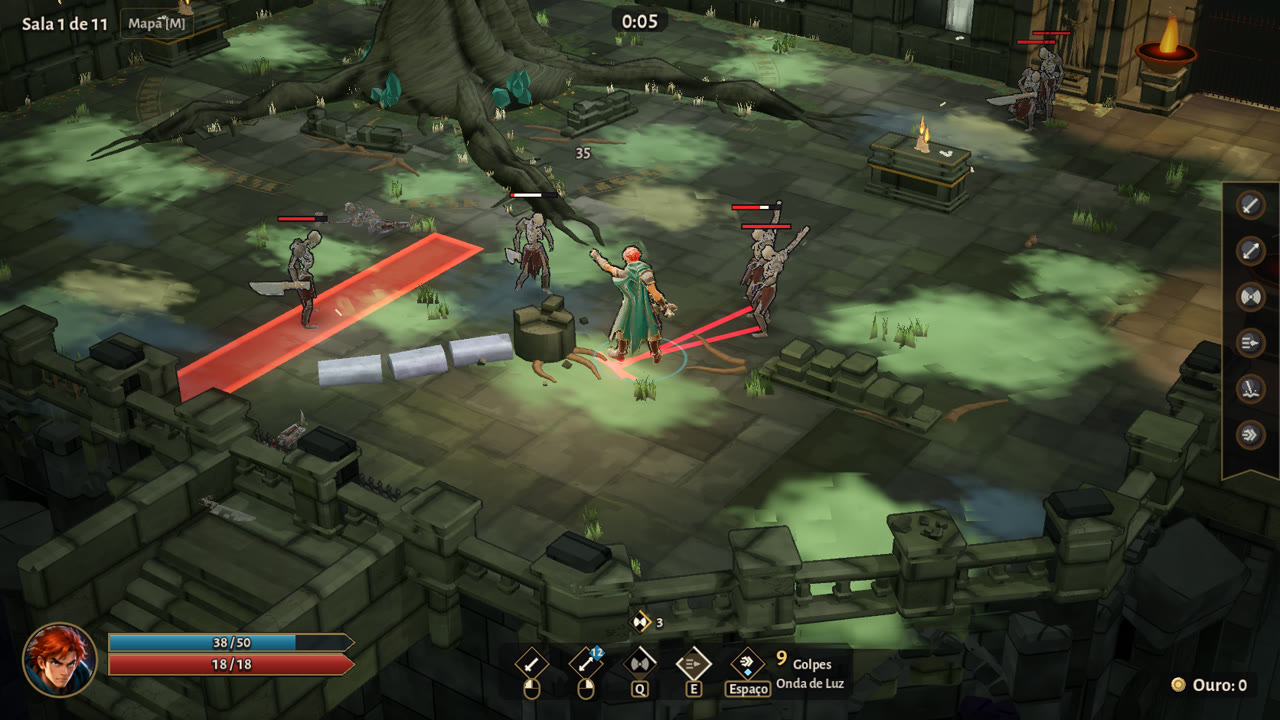 Sala 1 de 11
Mapa [M]
0:05
35
38/50
18/18
3
12
9 Golpes
Onda de Luz
Q
E
Espaço
Ouro: 0